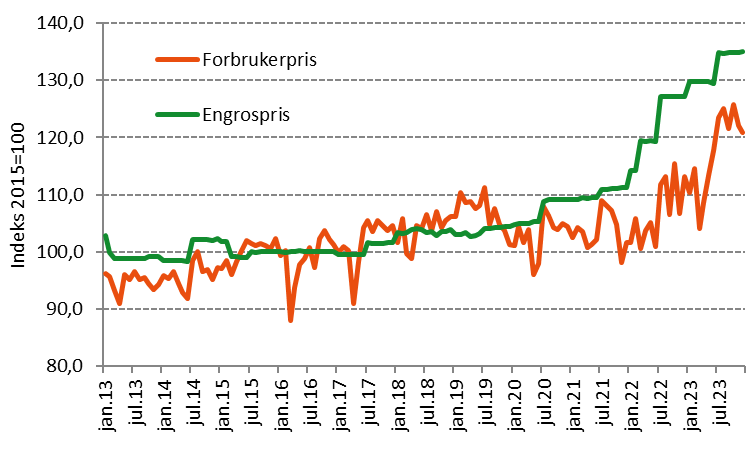 140,0
130,0
120,0
110,0
100,0
90,0
80,0
Indeks 2015=100
Forbrukerpris
Engrospris
jan.13
jul.13
jan.14
jul.14
jan.15
jul.15
jan.16
jul.16
jan.17
jul.17
jan.18
jul.18
jan.19
jul.19
jan.20
jul.20
jan.21
jul.21
jan.22
jul.22
jan.23
jul.23